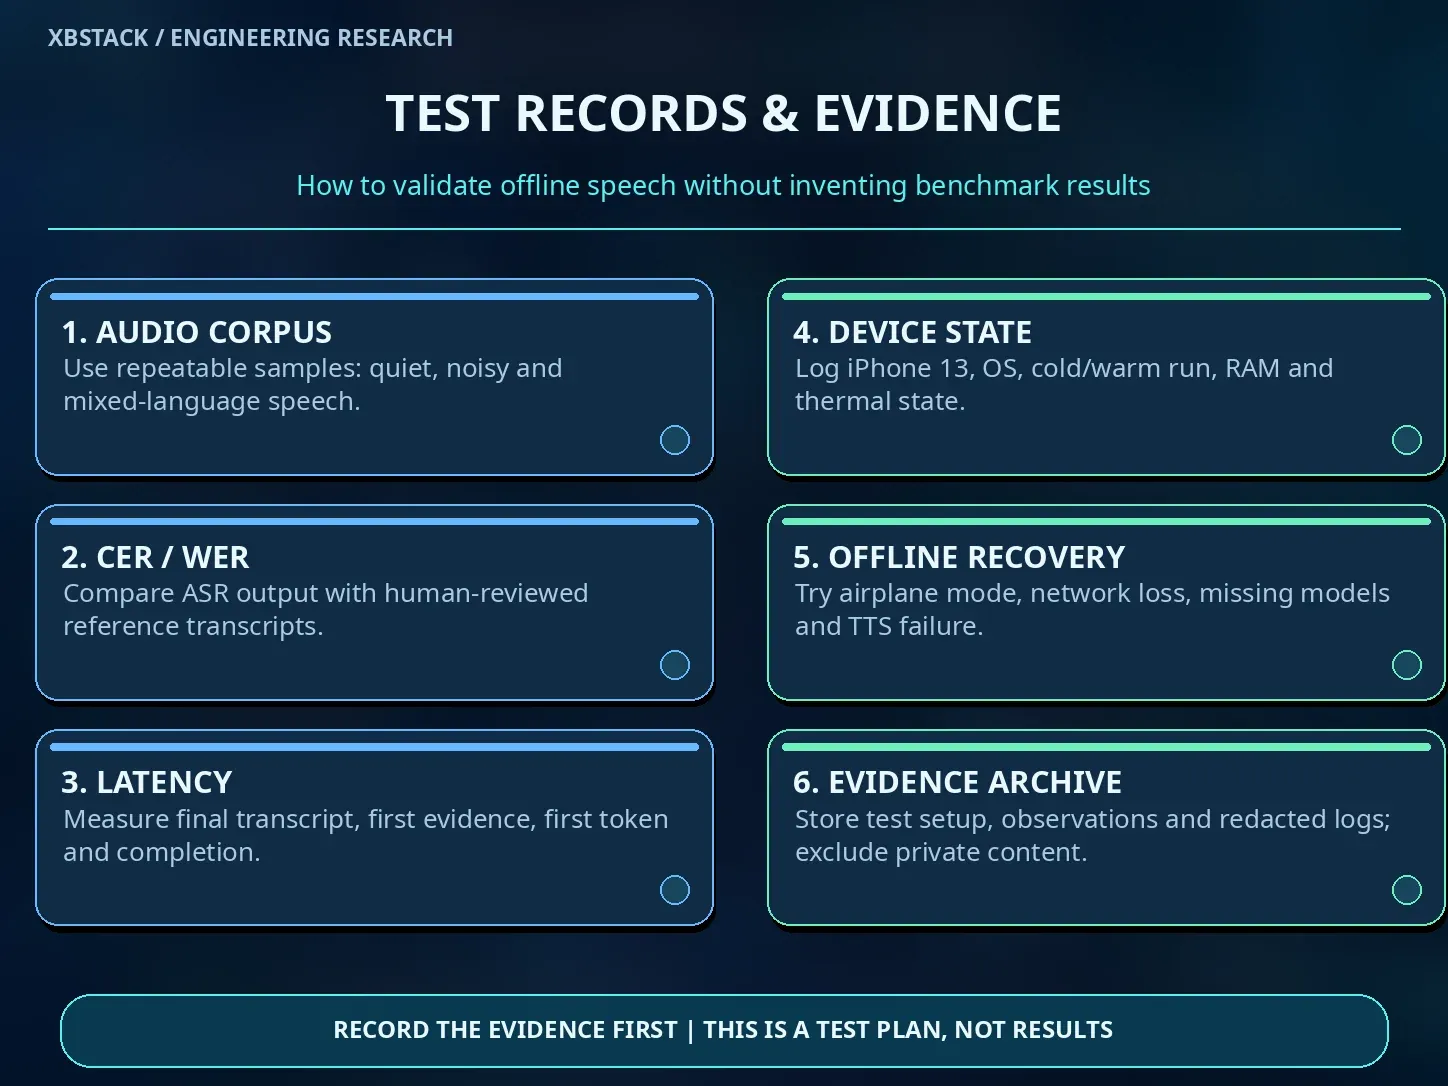 XBSTACK / ENGINEERING RESEARCH
TEST RECORDS & EVIDENCE
How to validate offline speech without inventing benchmark results
1. AUDIO CORPUS
Use repeatable samples: quiet, noisy and
mixed-language speech.
2. CER / WER
Compare ASR output with human-reviewed
reference transcripts.
3. LATENCY
Measure final transcript, first evidence, first token
and completion.
4. DEVICE STATE
Log iPhone 13, OS, cold/warm run, RAM and
thermal state.
5. OFFLINE RECOVERY
Try airplane mode, network loss, missing models
and TTS failure.
6. EVIDENCE ARCHIVE
Store test setup, observations and redacted logs;
exclude private content.
RECORD THE EVIDENCE FIRST | THIS IS A TEST PLAN, NOT RESULTS